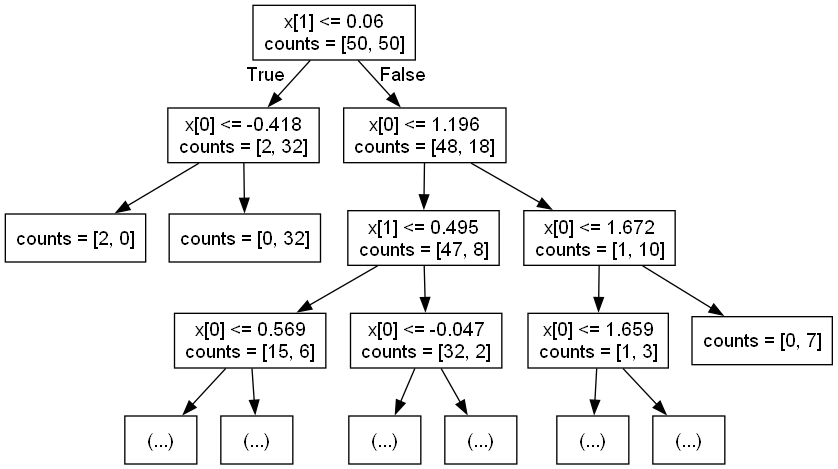 x[1] <= 0.06
counts = [50, 50]
True
False
x[0] <= -0.418
counts = [2, 32]
x[0] <= 1.196
counts = [48, 18]
counts = [2, 0]
counts = [0, 32]
x[1] <= 0.495
counts = [47, 8]
x[0] <= 1.672
counts = [1, 10]
x[0] <= 0.569
counts = [15, 6]
x[0] <= -0.047
counts = [32, 2]
x[0] <= 1.659
counts = [1, 3]
counts = [0, 7]
(...)
(...)
(...)
(...)
(...)
(...)